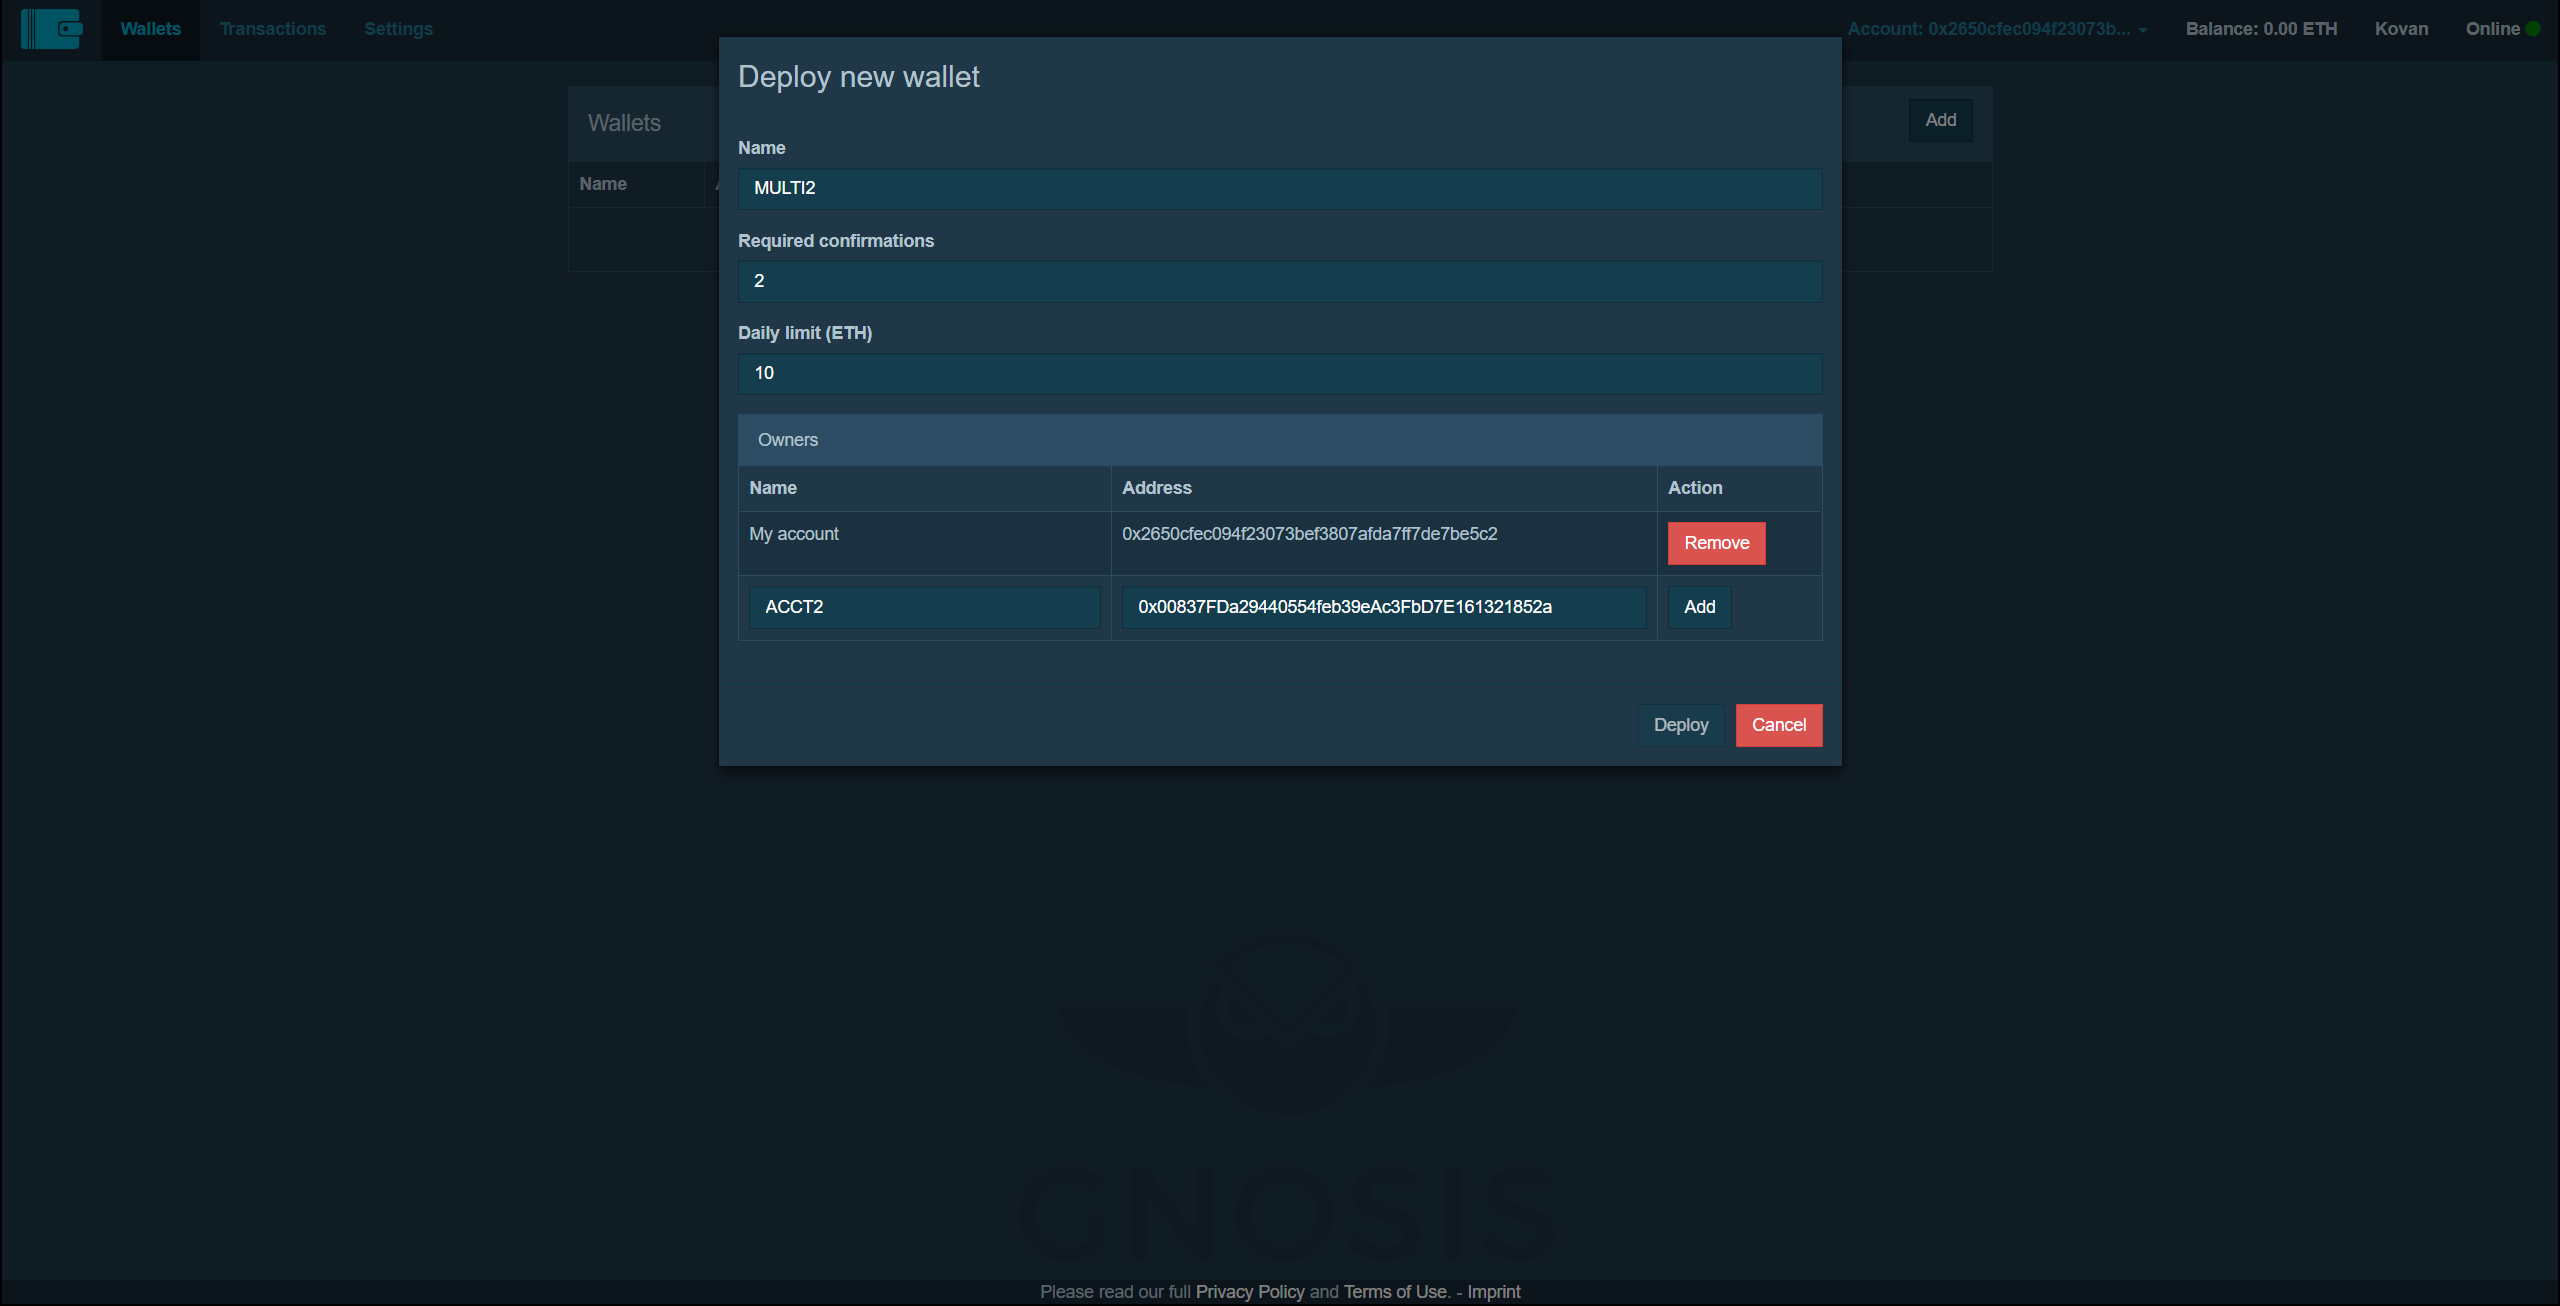 Wallets Transactions Settings Account: 0x2650cfec094f23073b... Balance: 0.00 ETH Kovan Online
Deploy new wallet
Wallets Add
Name
Name
MULTI2
Required confirmations
2
Daily limit (ETH)
10
Owners
Name Address Action
My account 0x2650cfec094f23073bef3807afda7ff7de7be5c2 Remove
ACCT2 0x00837FDa29440554feb39eAc3FbD7E161321852a Add
Deploy Cancel
GNOSIS
Please read our full Privacy Policy and Terms of Use. - Imprint